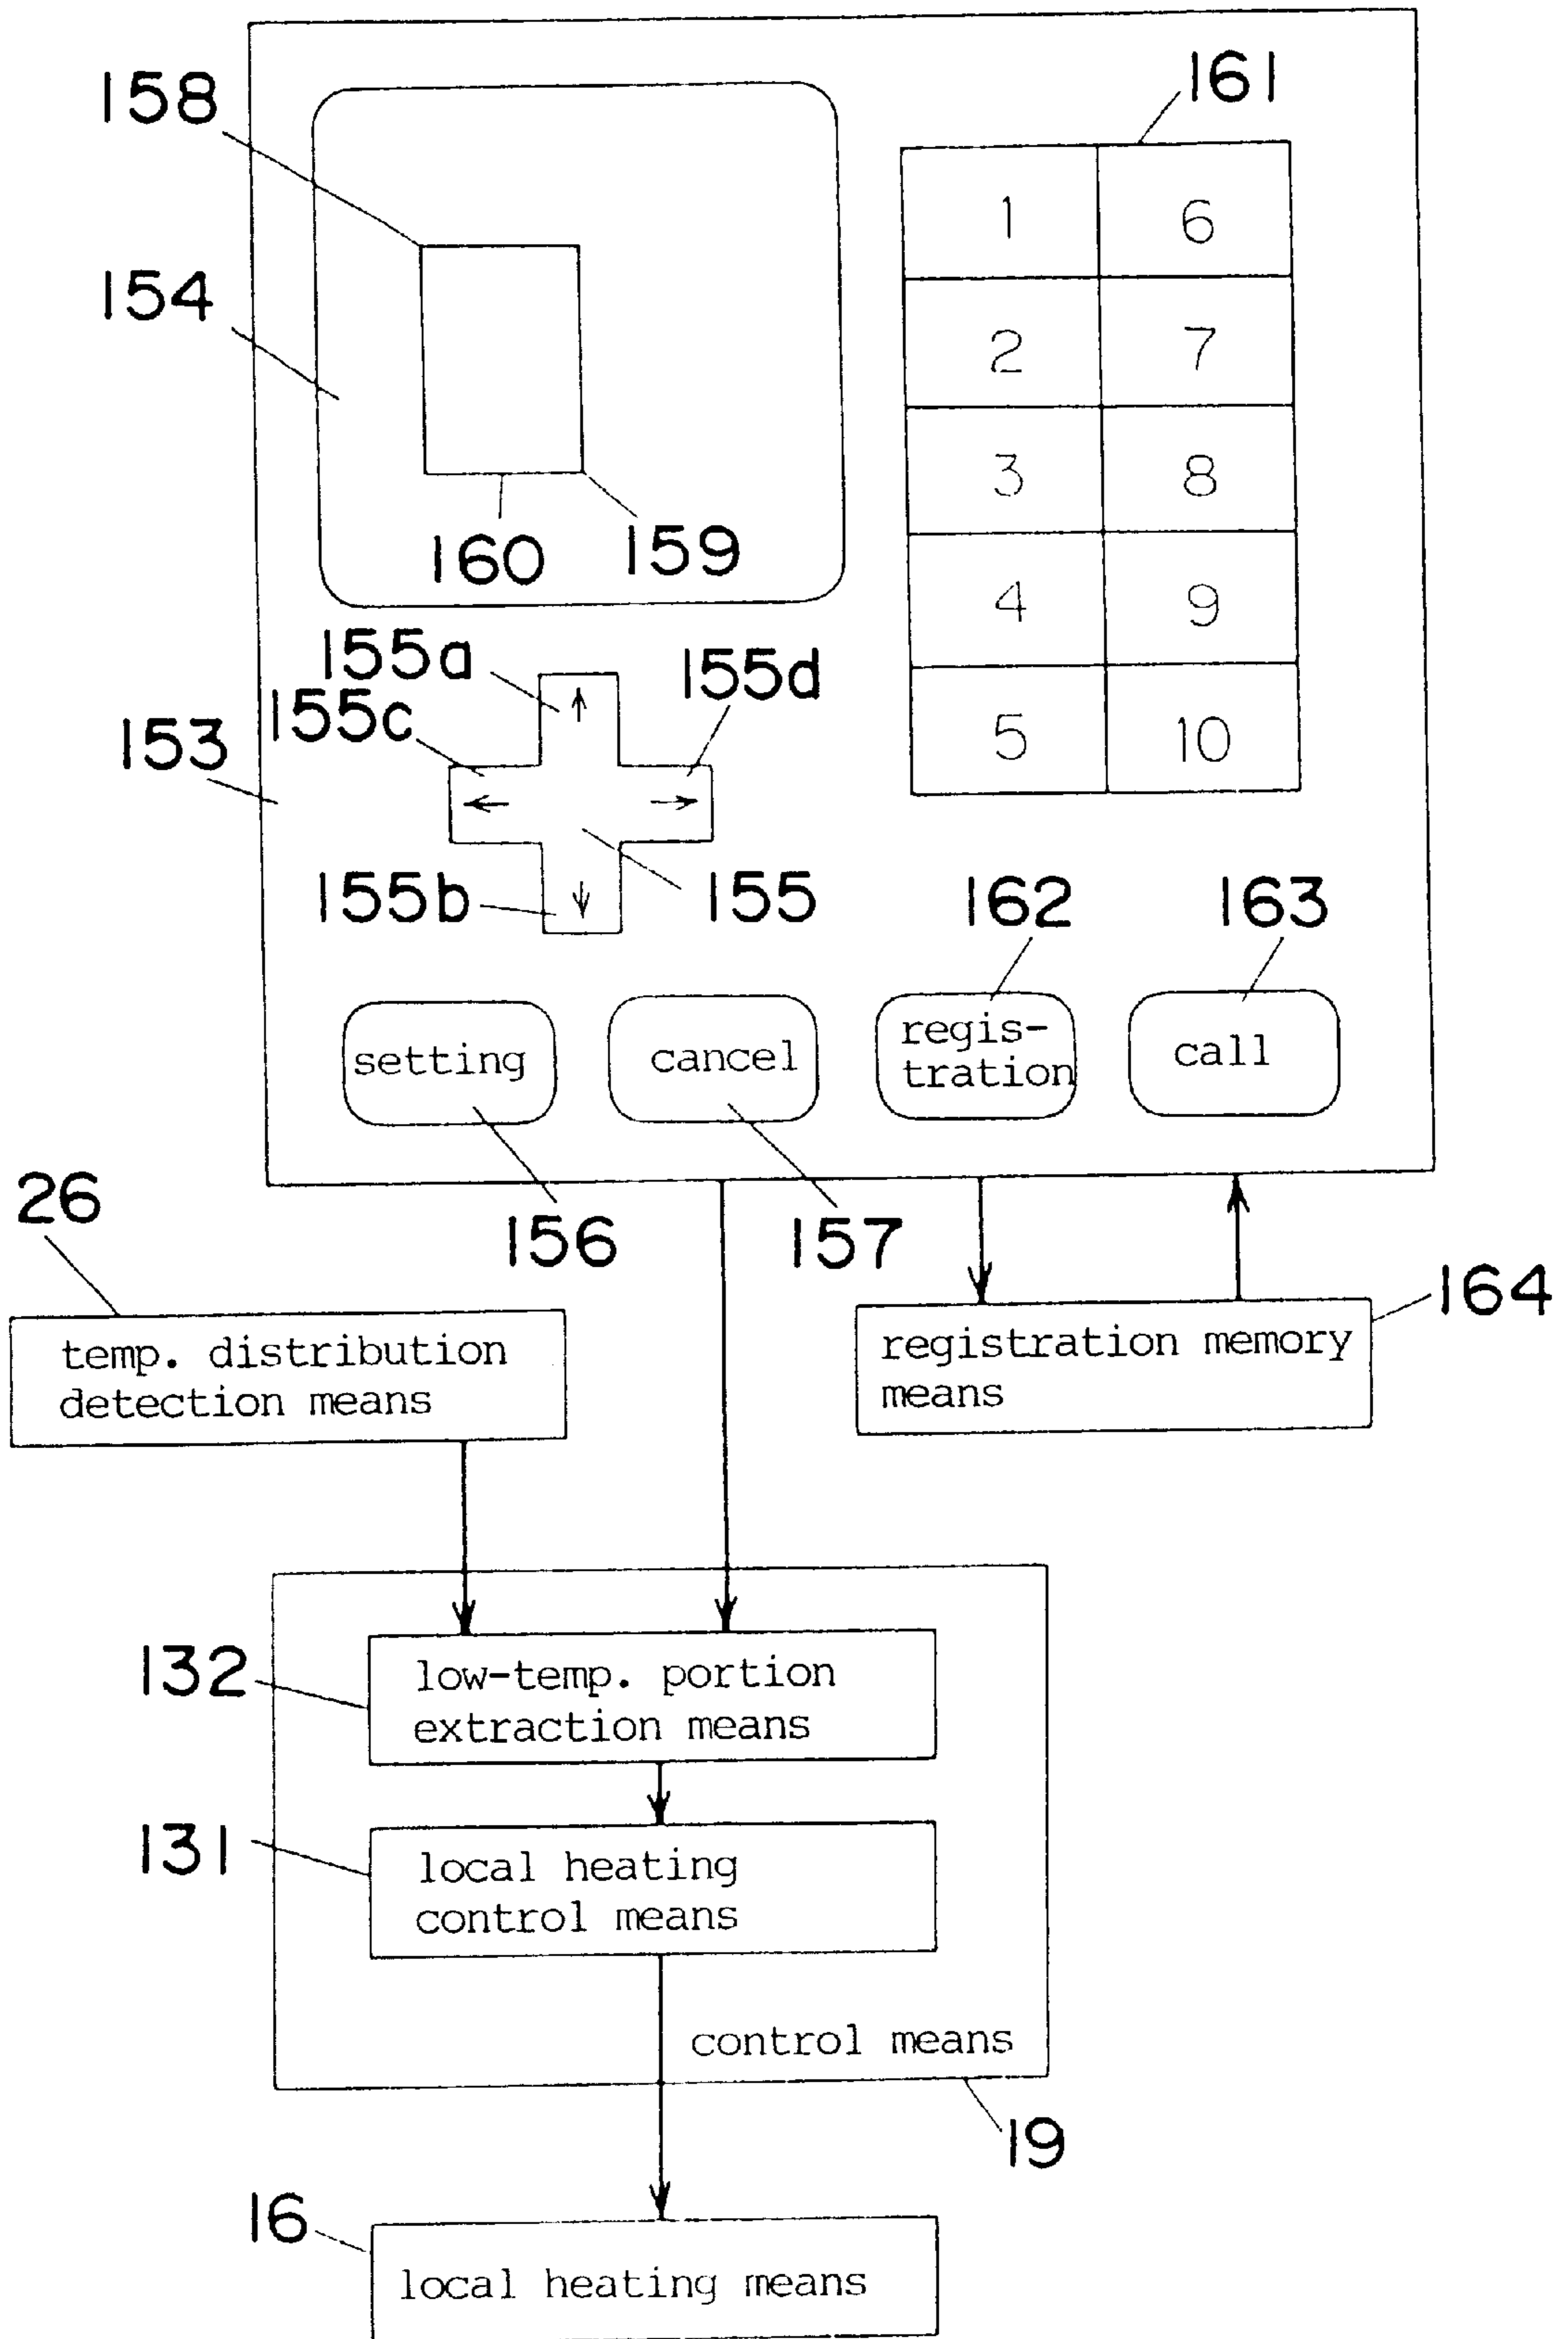 161
158
1 6
154
2 7
3 8
160 159
4 9
155a
155d
155c
153
5 10
155b
155
162
163
setting
cancel
regis-
tration
call
26
156
157
164
temp. distribution
detection means
registration memory
means
132
low-temp. portion
extraction means
131
local heating
control means
control means
19
16
local heating means